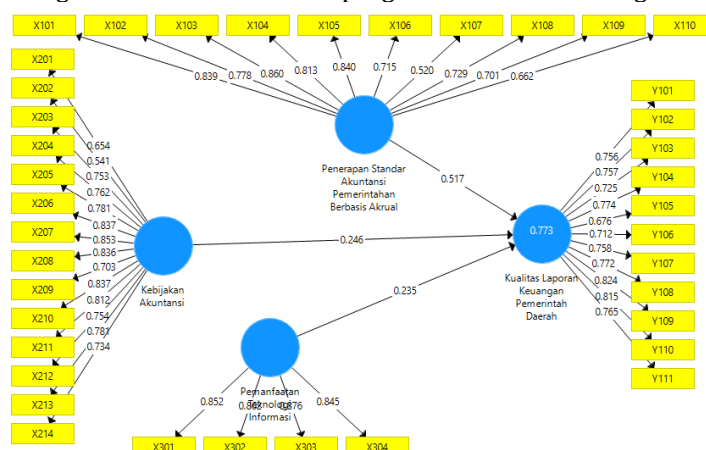 X101 X102 X103 X104 X105 X106 X107 X108 X109 X110
0.839 0.778 0.860 0.813 0.840 0.715 0.520 0.729 0.701 0.662
X201
X202
X203
X204
X205
X206
X207
X208
X209
X210
X211
X212
X213
X214
0.654
0.541
0.753
0.762
0.781
0.837
0.853
0.836
0.703
0.837
0.812
0.754
0.781
0.734
Penerapan Standar
Akuntansi
Pemerintahan
Berbasis Akrual
0.517
Kebijakan
Akuntansi
0.246
0.235
Pemanfaatan
Teknologi
Informasi
0.852 0.876 0.845
X301 X302 X303 X304
0.773
Kualitas Laporan
Keuangan
Pemerintah
Daerah
0.756
0.757
0.725
0.774
0.676
0.712
0.758
0.772
0.824
0.815
0.765
Y101
Y102
Y103
Y104
Y105
Y106
Y107
Y108
Y109
Y110
Y111